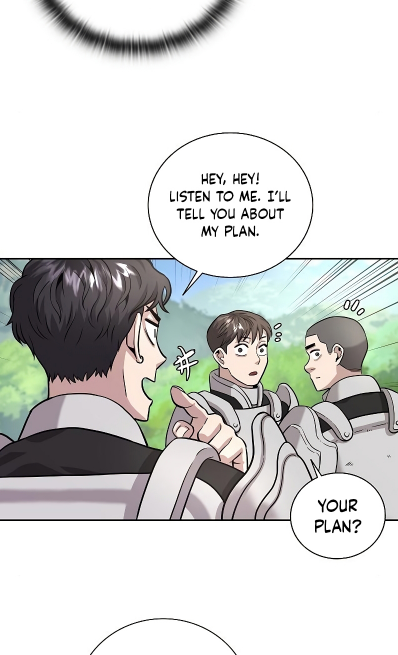 HEY, HEY!
LISTEN TO ME. I'LL
TELL YOU ABOUT
MY PLAN.
YOUR
PLAN?